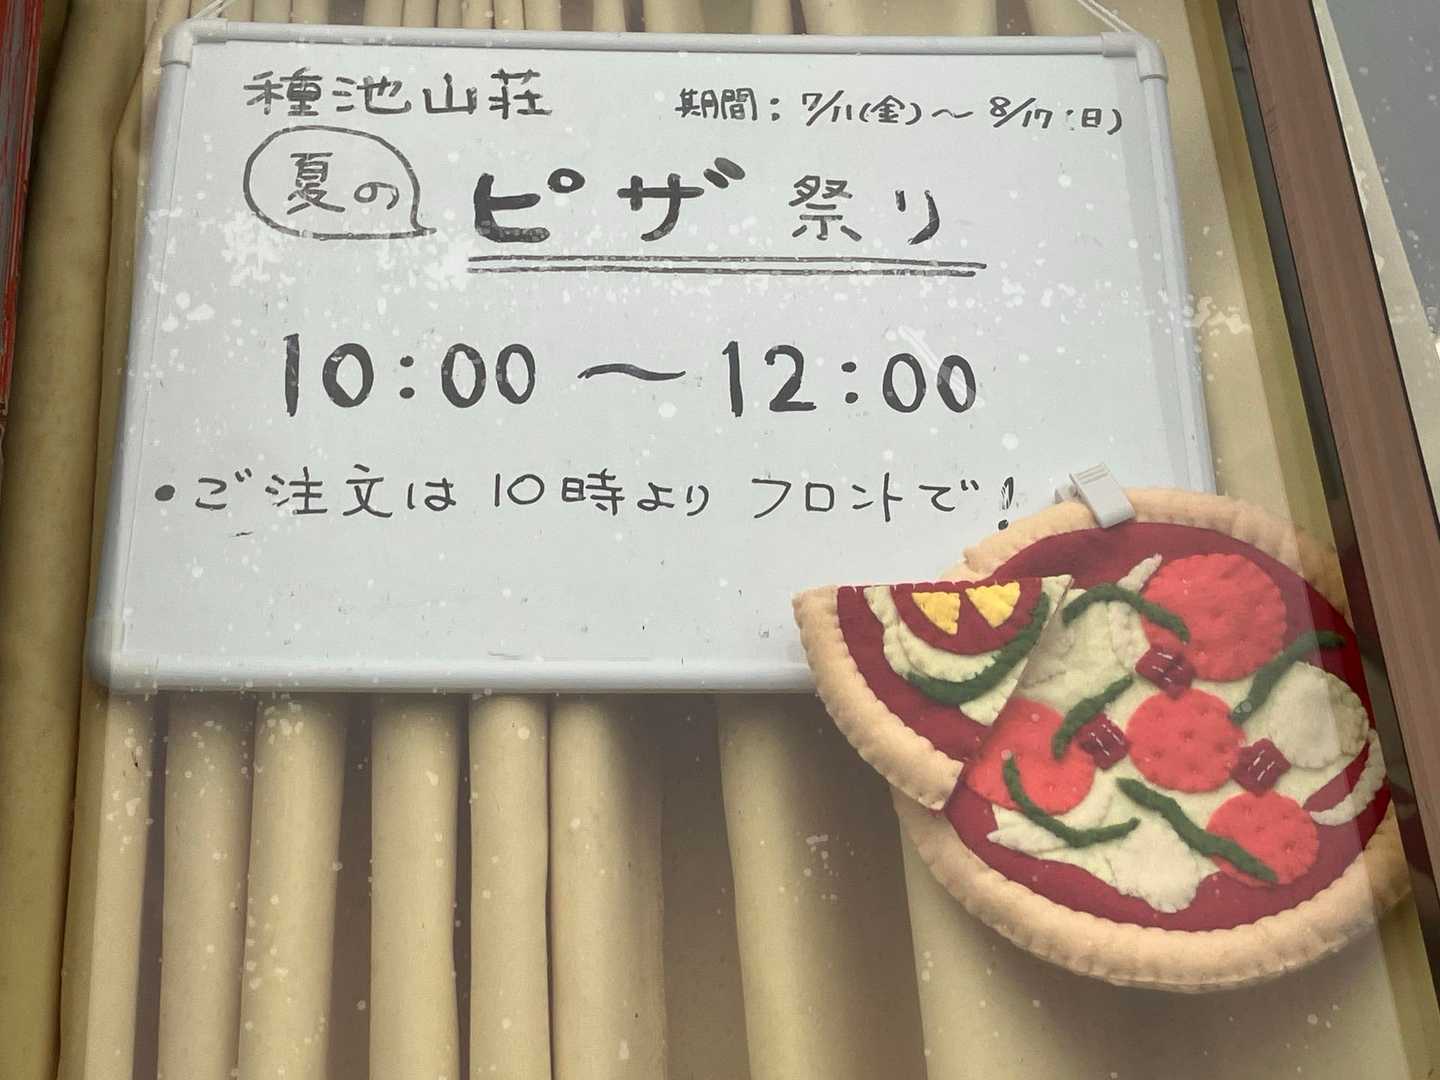 種池山荘
期間：7/11(金)～8/17(日)
夏の ピザ祭り
10:00～12:00
・ご注文は10時よりフロントで！